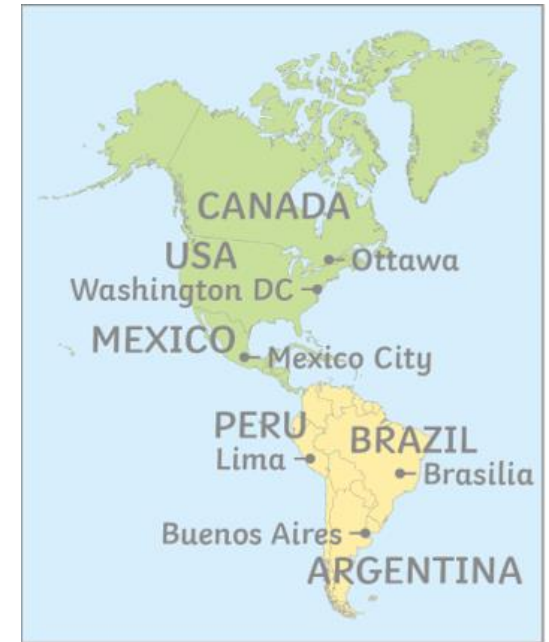 CANADA
USA
Ottawa
Washington DC
MEXICO
Mexico City
PERU
BRAZIL
Lima
Brasilia
Buenos Aires
ARGENTINA